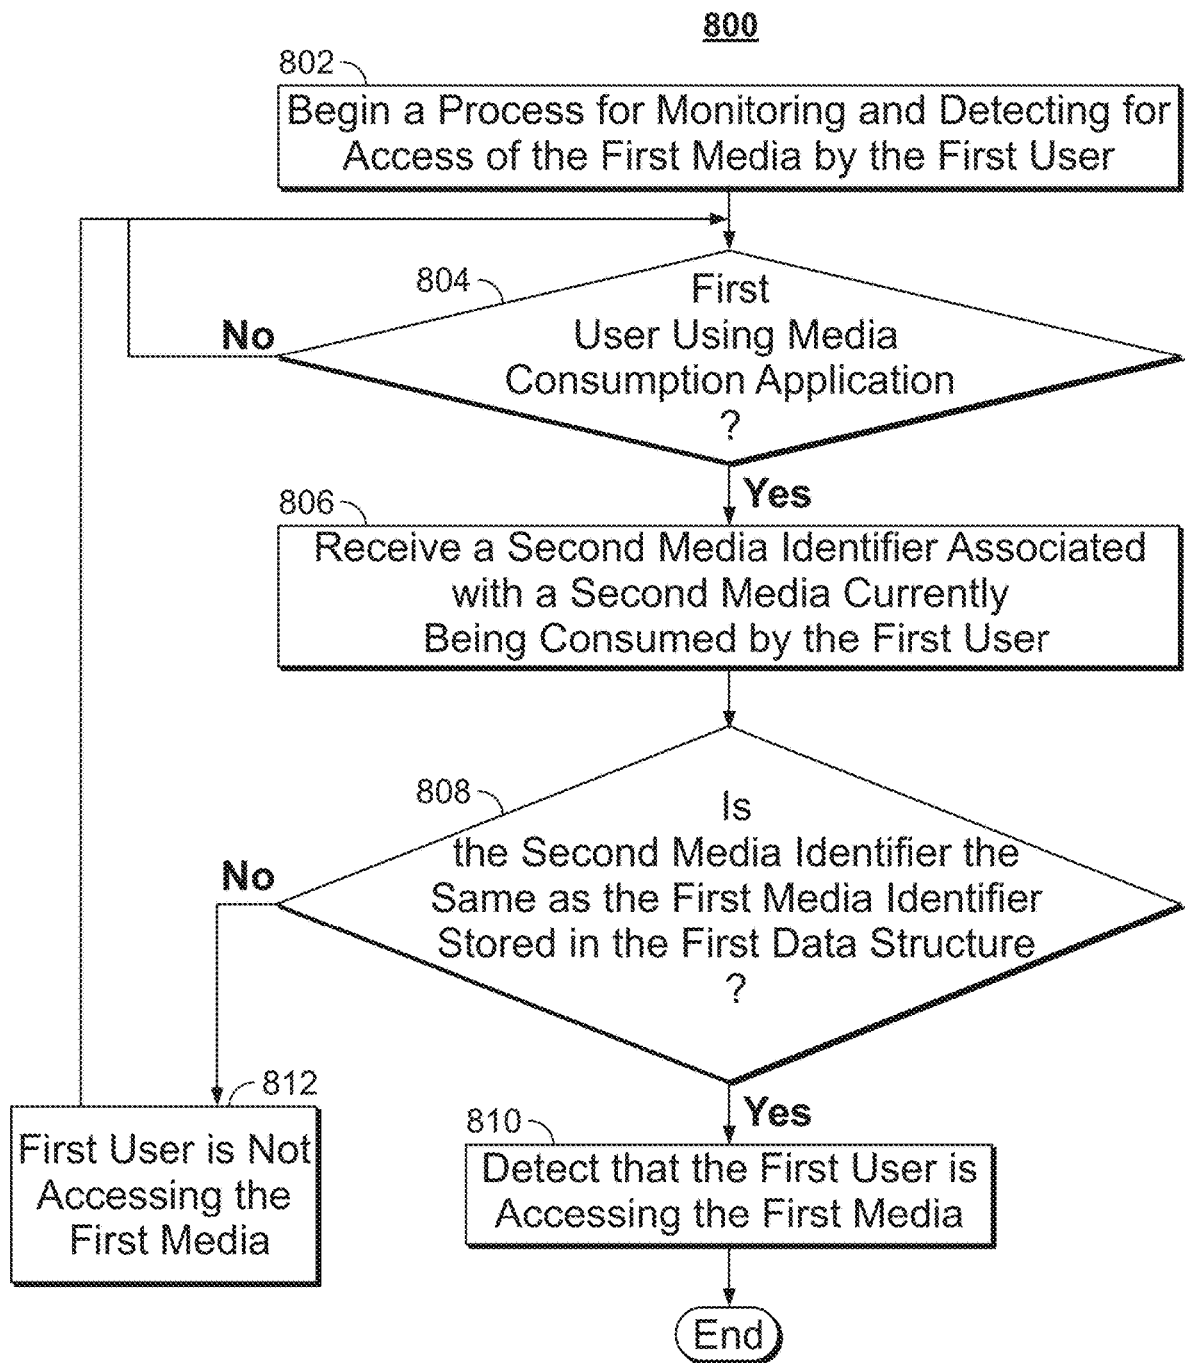 800
802
Begin a Process for Monitoring and Detecting for
Access of the First Media by the First User
804
First
User Using Media
Consumption Application
?
No
Yes
806
Receive a Second Media Identifier Associated
with a Second Media Currently
Being Consumed by the First User
808
Is
the Second Media Identifier the
Same as the First Media Identifier
Stored in the First Data Structure
?
No
Yes
812
First User is Not
Accessing the
First Media
810
Detect that the First User is
Accessing the First Media
End